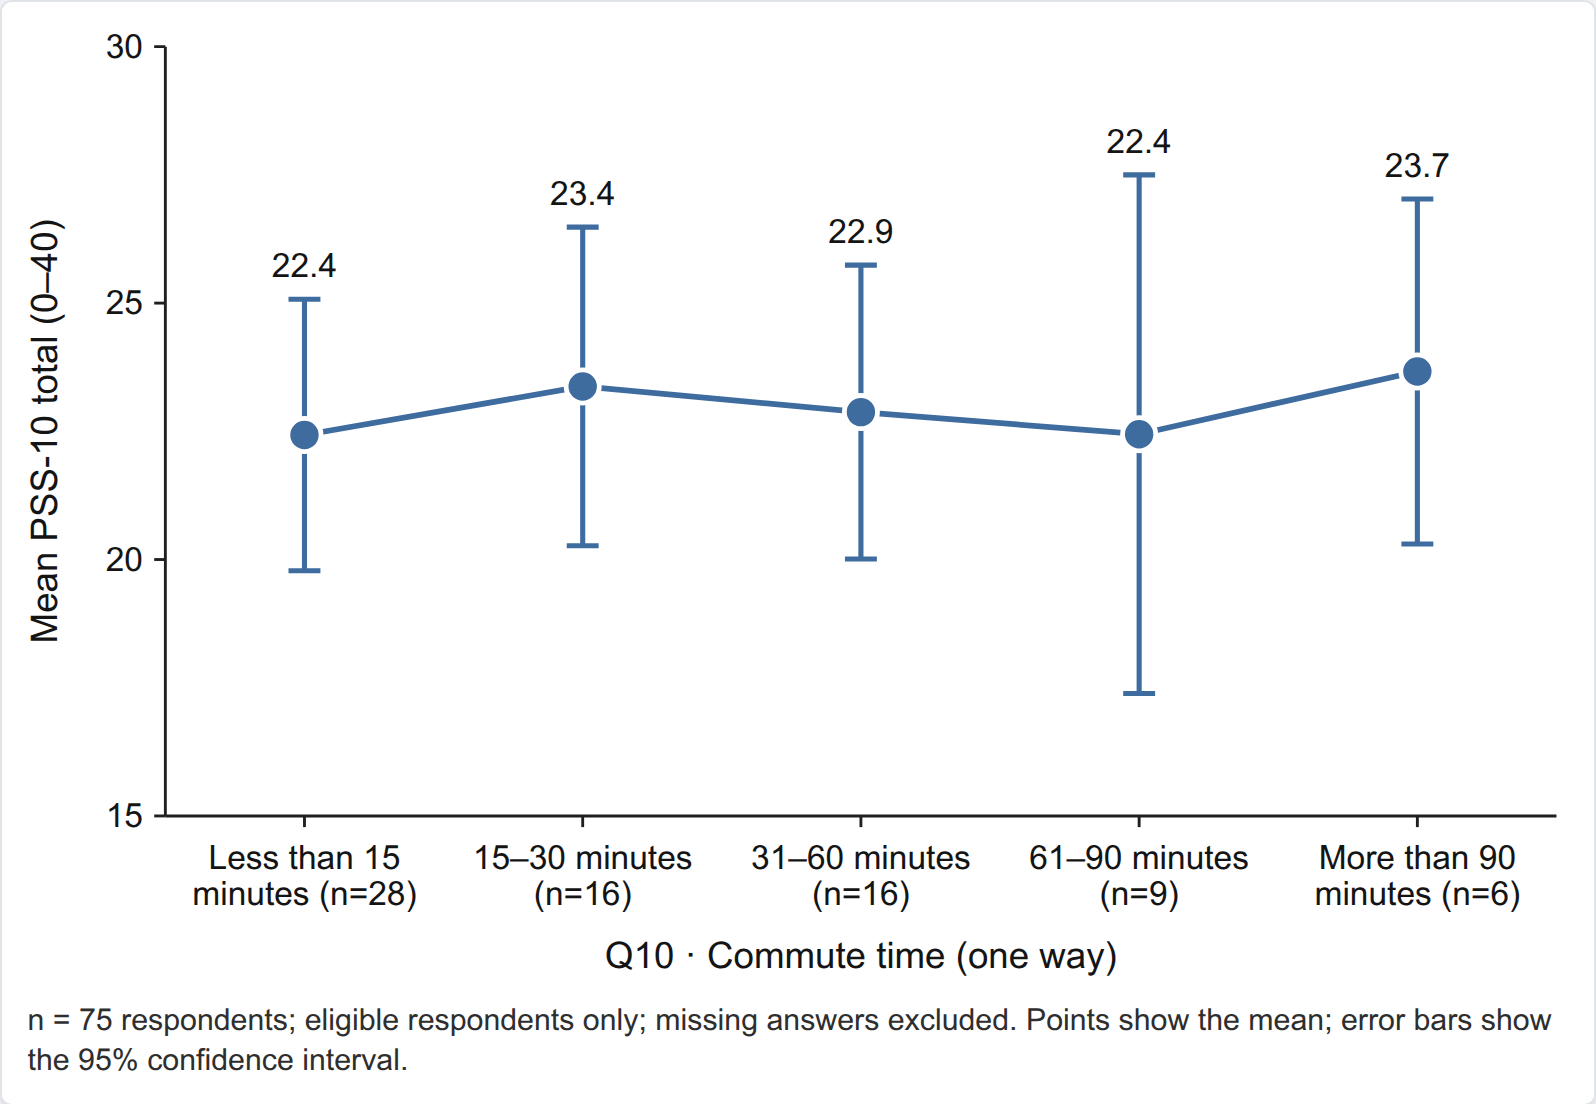 30
25
20
15
Mean PSS-10 total (0–40)
22.4
23.4
22.9
22.4
23.7
Less than 15
minutes (n=28)
15–30 minutes
(n=16)
31–60 minutes
(n=16)
61–90 minutes
(n=9)
More than 90
minutes (n=6)
Q10 · Commute time (one way)
n = 75 respondents; eligible respondents only; missing answers excluded. Points show the mean; error bars show
the 95% confidence interval.